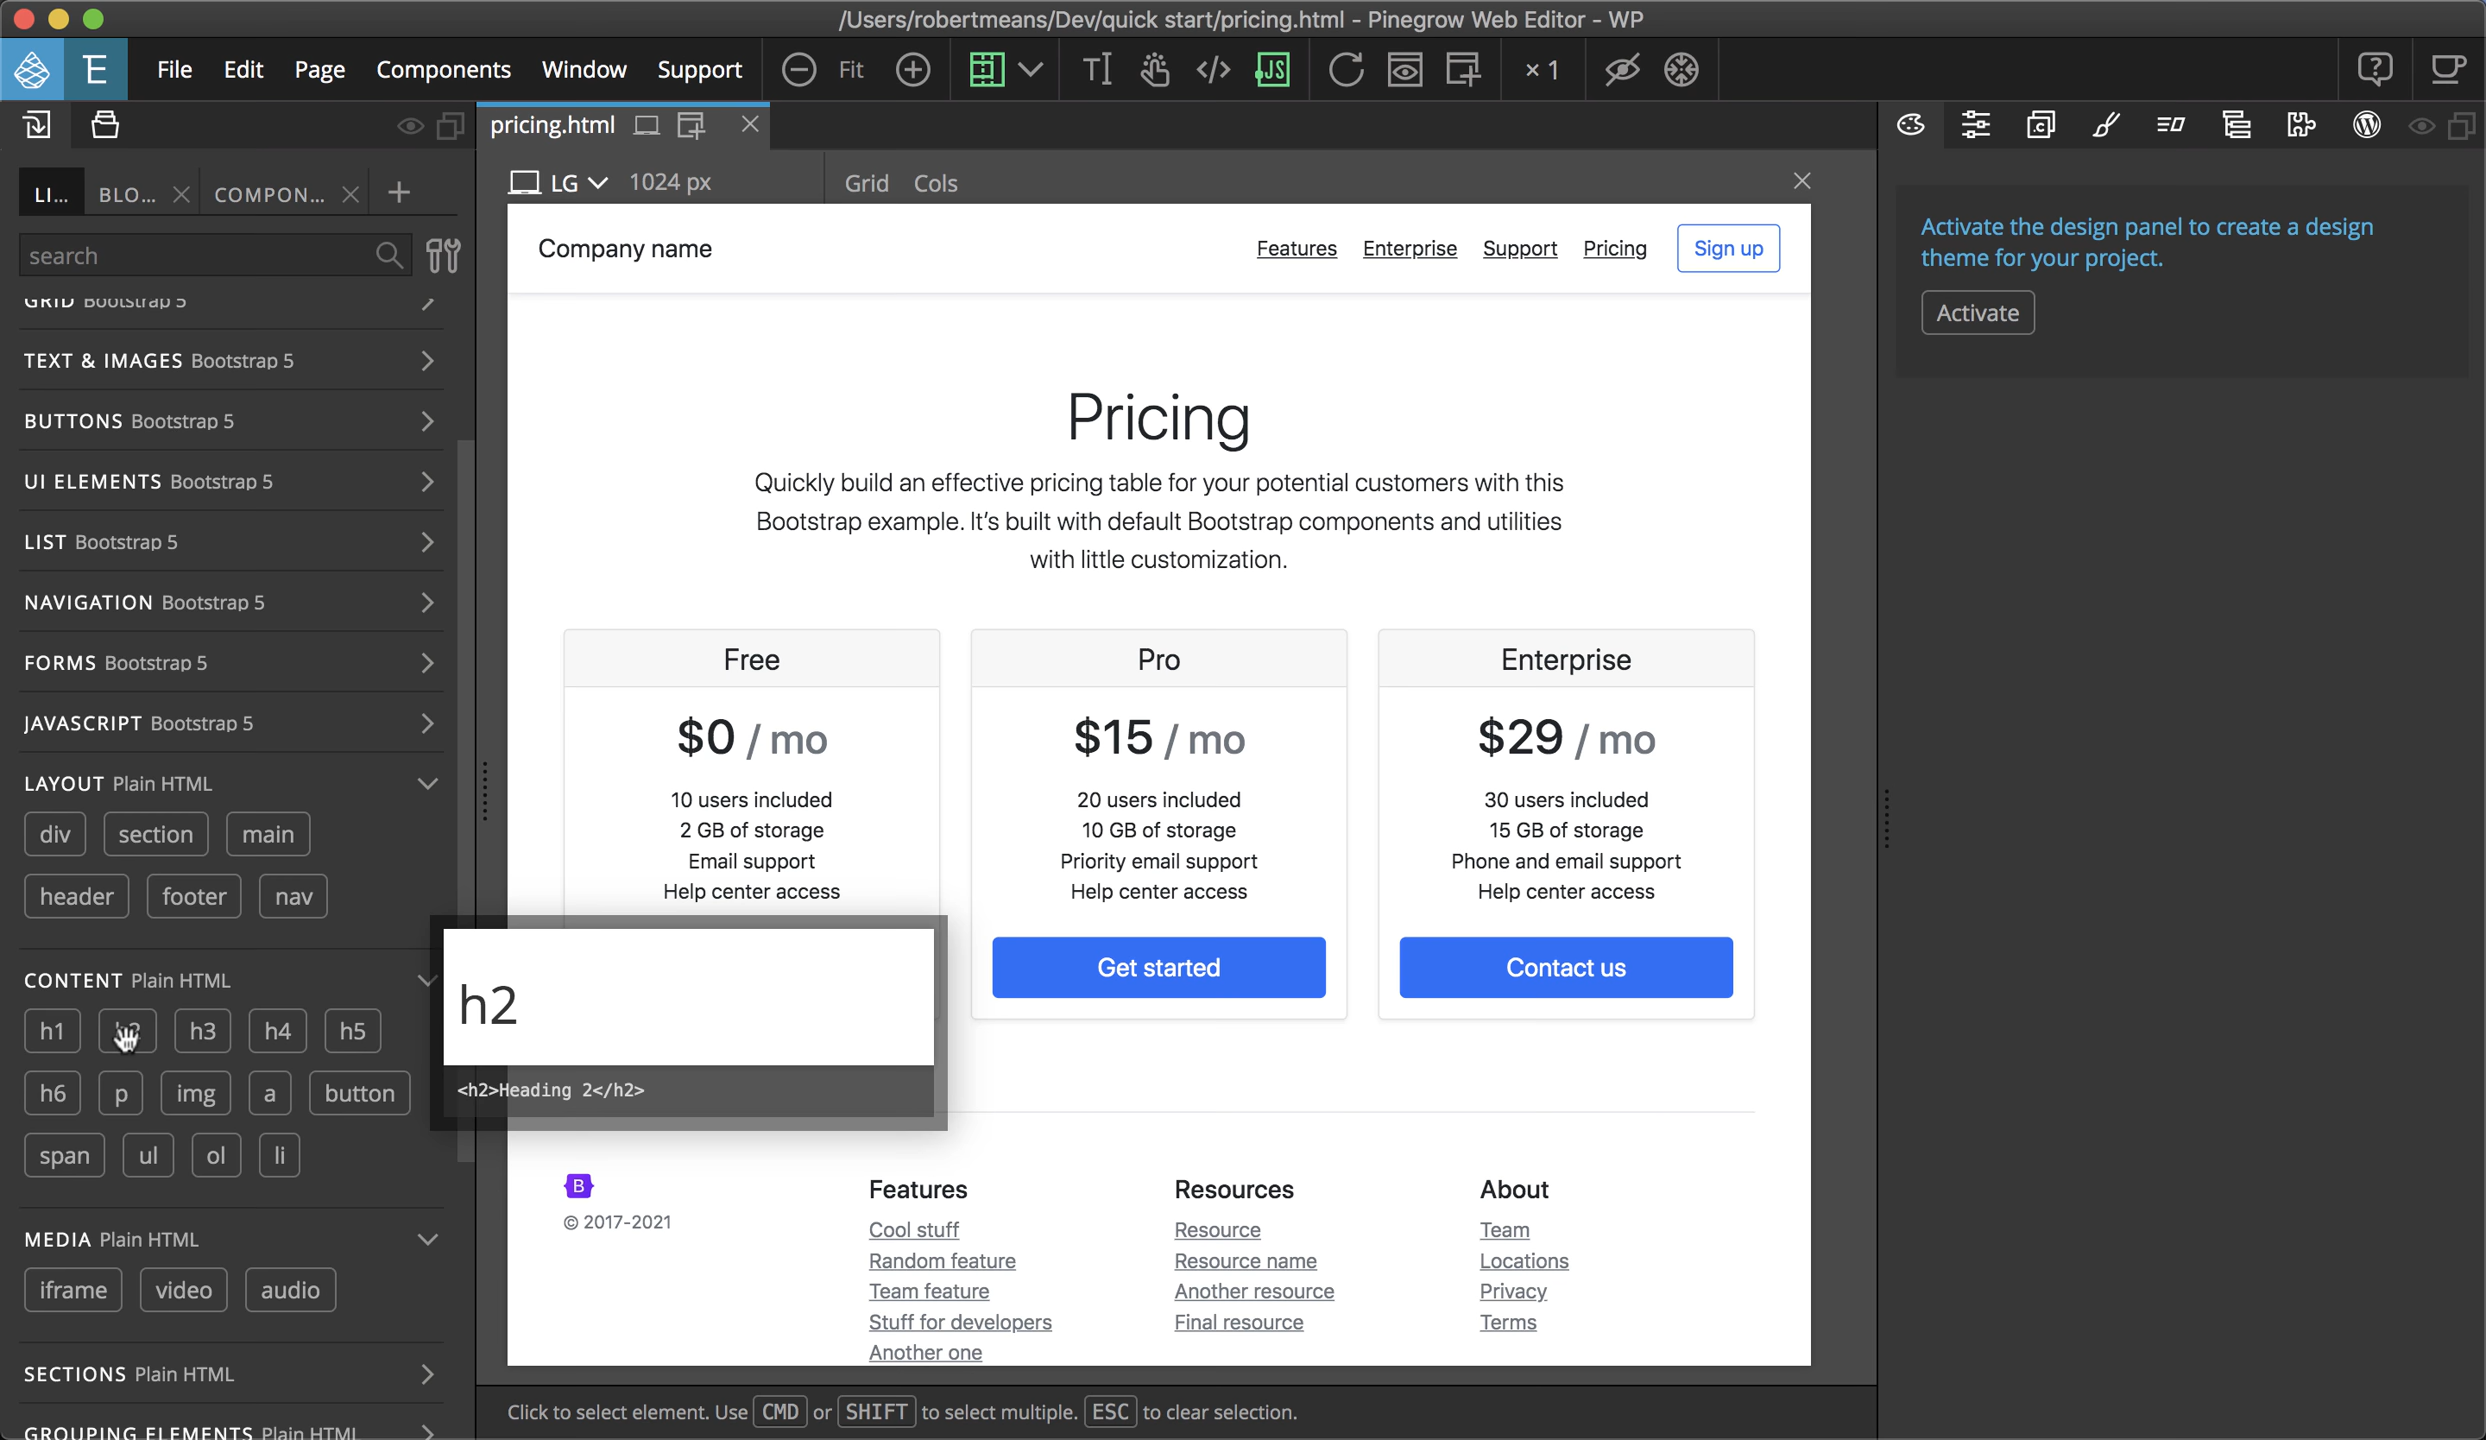 /Users/robertmeans/Dev/quick start/pricing.html - Pinegrow Web Editor - WP
File Edit Page Components Window Support Fit JS × 1
pricing.html
LI... BLO... COMPON...
LG 1024 px Grid Cols
search
GRID Bootstrap 5
TEXT & IMAGES Bootstrap 5
BUTTONS Bootstrap 5
UI ELEMENTS Bootstrap 5
LIST Bootstrap 5
NAVIGATION Bootstrap 5
FORMS Bootstrap 5
JAVASCRIPT Bootstrap 5
LAYOUT Plain HTML
div section main
header footer nav
CONTENT Plain HTML
h1 h3 h4 h5
h6 p img a button
span ul ol li
MEDIA Plain HTML
iframe video audio
SECTIONS Plain HTML
GROUPING ELEMENTS Plain HTML
Company name
Features Enterprise Support Pricing Sign up
Pricing
Quickly build an effective pricing table for your potential customers with this
Bootstrap example. It's built with default Bootstrap components and utilities
with little customization.
Free
$0 / mo
10 users included
2 GB of storage
Email support
Help center access
Pro
$15 / mo
20 users included
10 GB of storage
Priority email support
Help center access
Get started
Enterprise
$29 / mo
30 users included
15 GB of storage
Phone and email support
Help center access
Contact us
h2
<h2>Heading 2</h2>
B
© 2017-2021
Features
Cool stuff
Random feature
Team feature
Stuff for developers
Another one
Resources
Resource
Resource name
Another resource
Final resource
About
Team
Locations
Privacy
Terms
Click to select element. Use CMD or SHIFT to select multiple. ESC to clear selection.
Activate the design panel to create a design
theme for your project.
Activate